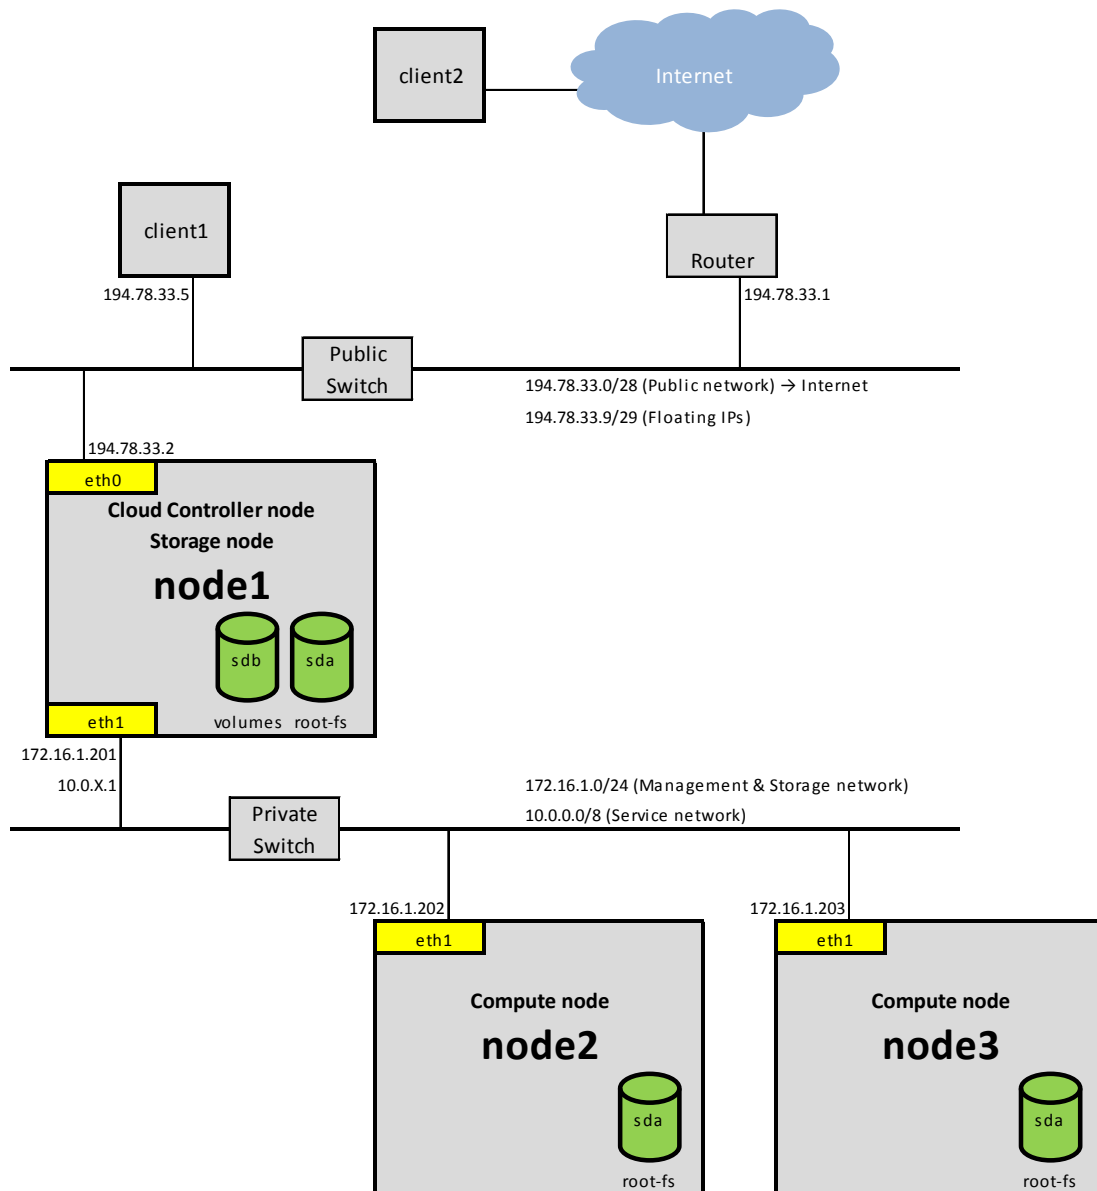 client2
Internet
client1
Router
194.78.33.5
194.78.33.1
Public
Switch
194.78.33.0/28 (Public network) → Internet
194.78.33.9/29 (Floating IPs)
194.78.33.2
eth0
Cloud Controller node
Storage node
node1
sdb
sda
volumes
root-fs
eth1
172.16.1.201
10.0.X.1
172.16.1.0/24 (Management & Storage network)
10.0.0.0/8 (Service network)
Private
Switch
172.16.1.202
172.16.1.203
eth1
eth1
Compute node
node2
sda
root-fs
Compute node
node3
sda
root-fs